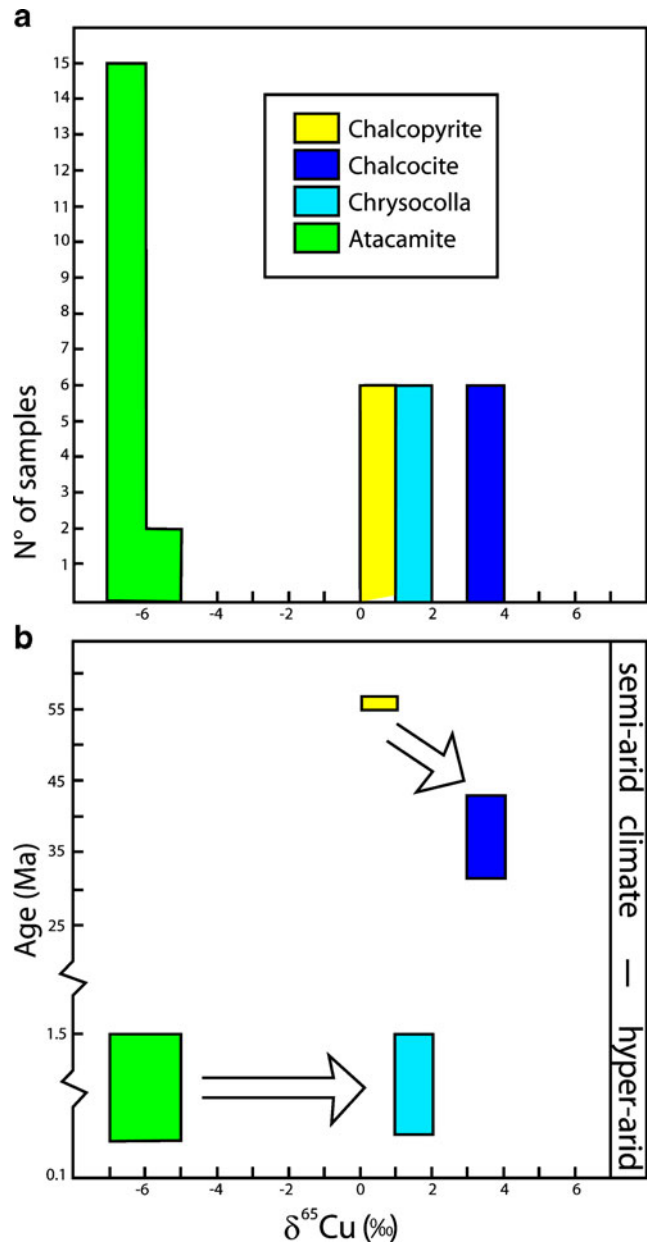 a
15
14
13
12
11
10
9
8
7
6
5
4
3
2
1
N° of samples
Chalcopyrite
Chalcocite
Chrysocolla
Atacamite
-6 -4 -2 0 2 4 6
b
55
45
35
25
1.5
0.1
Age (Ma)
semi-arid climate — hyper-arid
-6 -4 -2 0 2 4 6
δ⁶⁵Cu (‰)